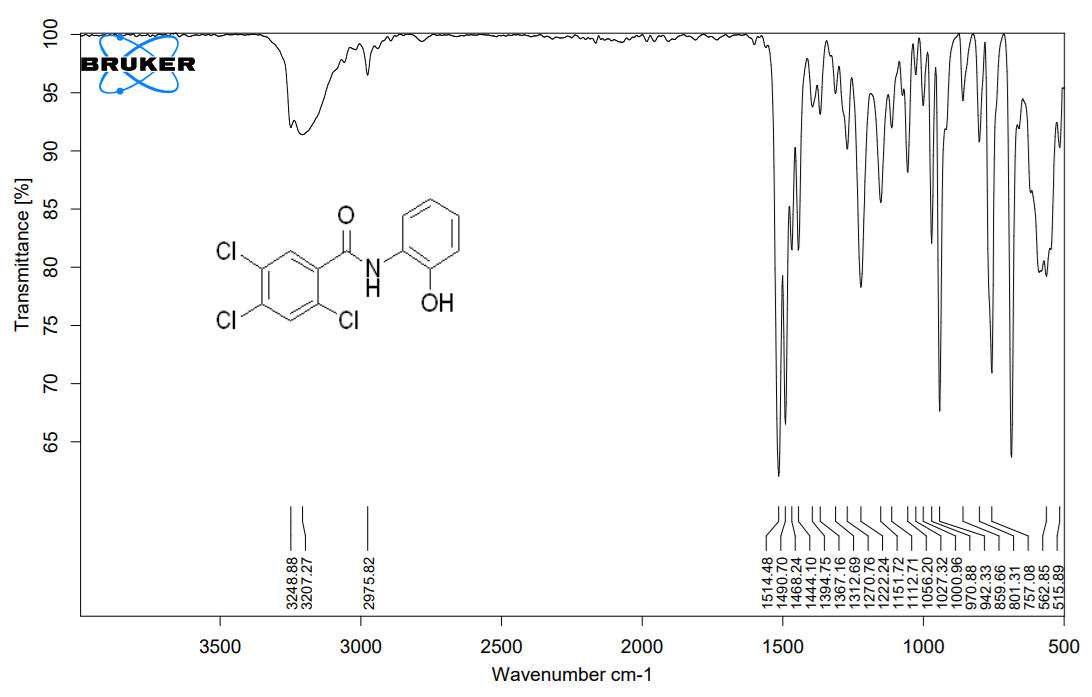 BRUKER
Transmittance [%]
100
95
90
85
80
75
70
65
O
Cl
N
H
OH
Cl
Cl
3248.88
3207.27
2975.82
1514.48
1490.70
1468.24
1444.10
1394.75
1367.16
1312.69
1270.76
1222.24
1151.72
1112.71
1056.20
1027.32
1000.96
970.88
942.33
859.66
801.31
757.08
562.85
515.89
3500 3000 2500 2000 1500 1000 500
Wavenumber cm-1